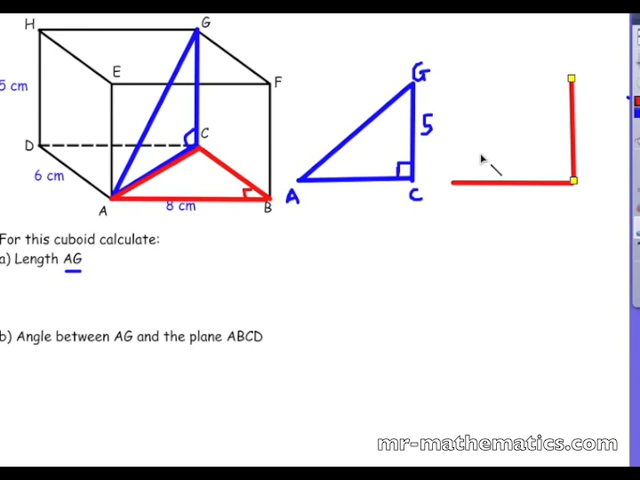 H
G
E
F
5 cm
G
5
C
D
6 cm
A
8 cm
B
A
C
For this cuboid calculate:
a) Length AG
b) Angle between AG and the plane ABCD
mr-mathematics.com